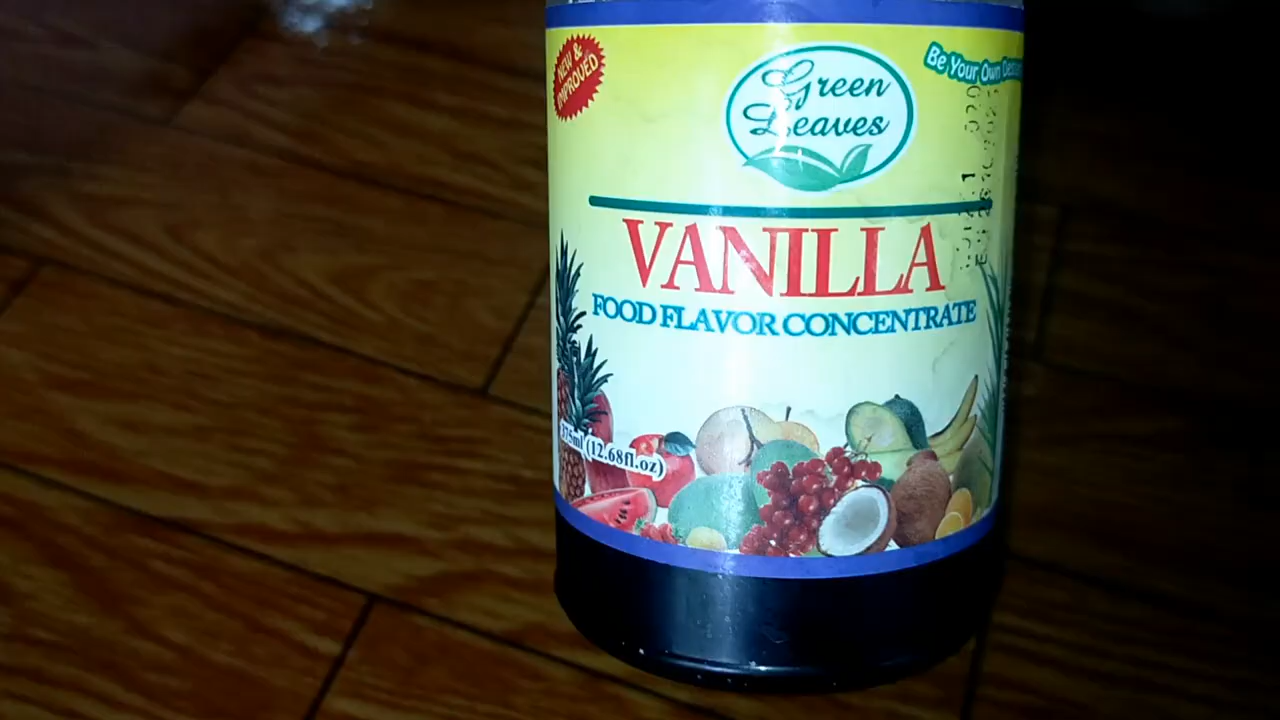 NEW &
IMPROVED
Green
Leaves
Be Your Own
VANILLA
FOOD FLAVOR CONCENTRATE
375ml (12.68fl.oz)